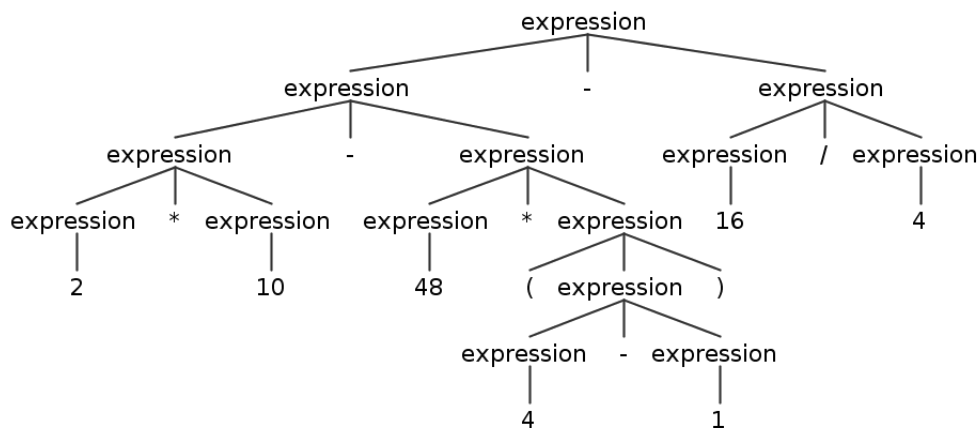 expression
expression - expression
expression - expression expression / expression
expression * expression expression * expression 16 4
2 10 48 ( expression )
expression - expression
4 1